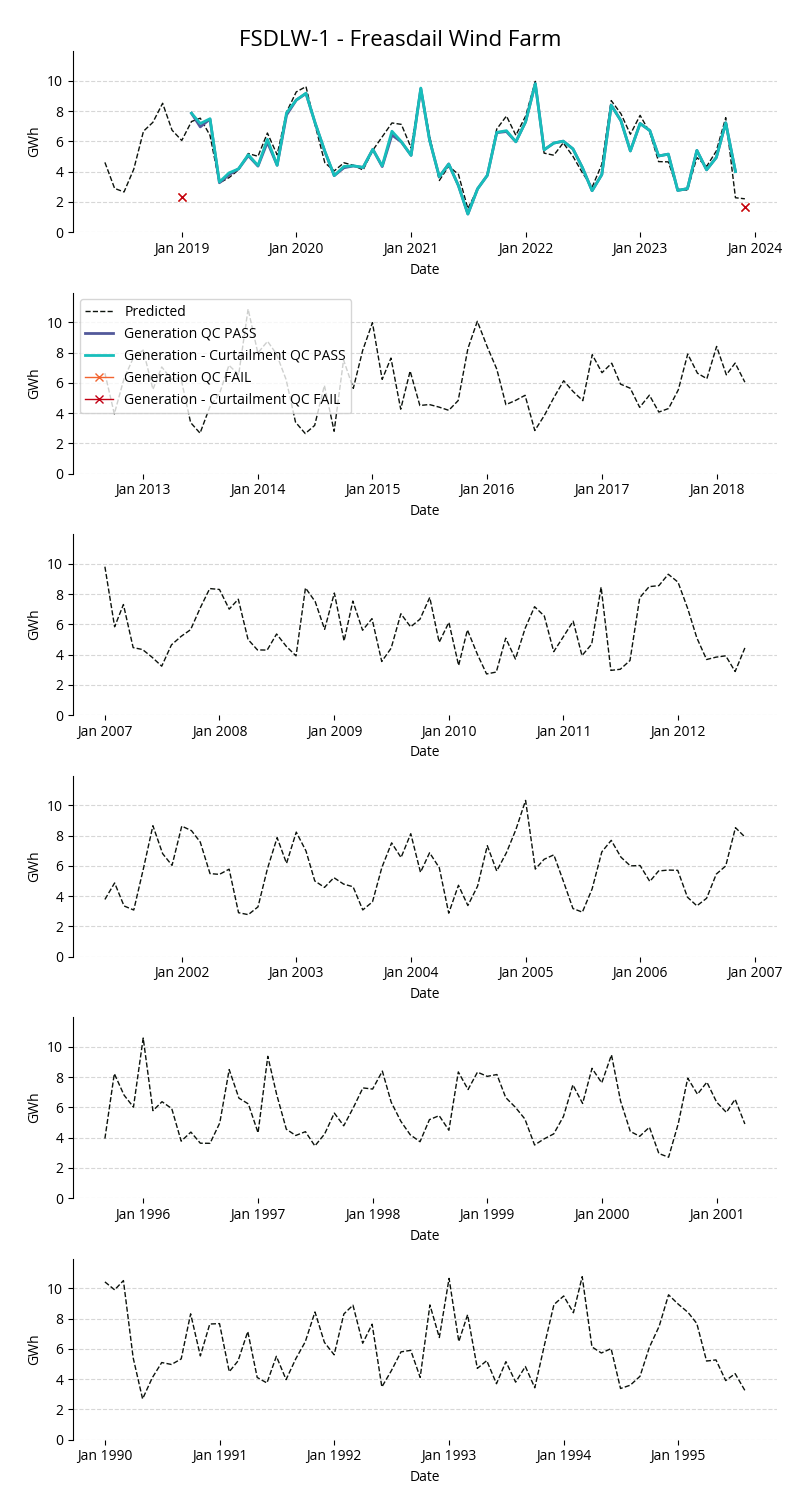 FSDLW-1 - Freasdail Wind Farm
10
8
6
4
2
0
GWh
Jan 2019 Jan 2020 Jan 2021 Jan 2022 Jan 2023 Jan 2024
Date
Predicted
Generation QC PASS
Generation - Curtailment QC PASS
Generation QC FAIL
Generation - Curtailment QC FAIL
10
8
6
4
2
0
GWh
Jan 2013 Jan 2014 Jan 2015 Jan 2016 Jan 2017 Jan 2018
Date
10
8
6
4
2
0
GWh
Jan 2007 Jan 2008 Jan 2009 Jan 2010 Jan 2011 Jan 2012
Date
10
8
6
4
2
0
GWh
Jan 2002 Jan 2003 Jan 2004 Jan 2005 Jan 2006 Jan 2007
Date
10
8
6
4
2
0
GWh
Jan 1996 Jan 1997 Jan 1998 Jan 1999 Jan 2000 Jan 2001
Date
10
8
6
4
2
0
GWh
Jan 1990 Jan 1991 Jan 1992 Jan 1993 Jan 1994 Jan 1995
Date